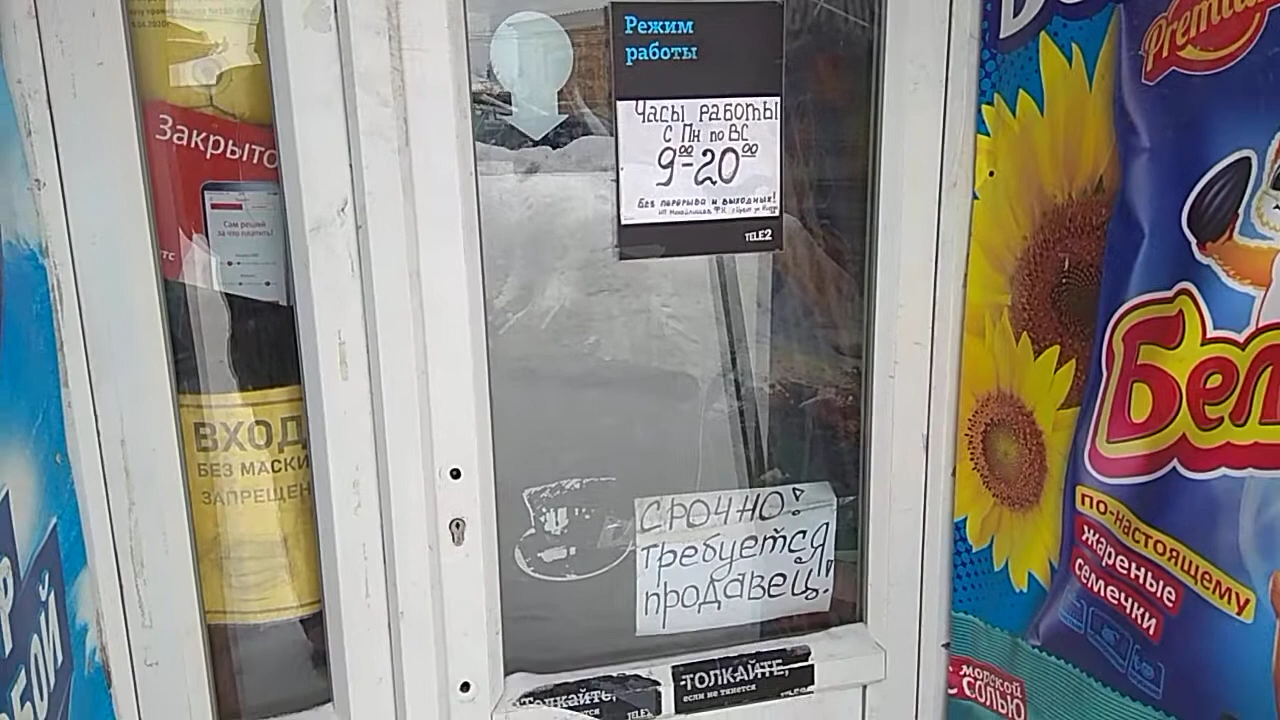 Закрыто
Сам решай
за что платить!
ВХОД
БЕЗ МАСКИ
ЗАПРЕЩЕН
Режим
работы
Часы работы
с Пн по Вс
9⁰⁰-20⁰⁰
Без перерыва и выходных!
TELE2
СРОЧНО!
требуется
продавец!
Толкайте,
TELE2
ТОЛКАЙТЕ,
если не тянется
TELE2
Premium
Бел
по-настоящему
жареные
семечки
с морской
солью